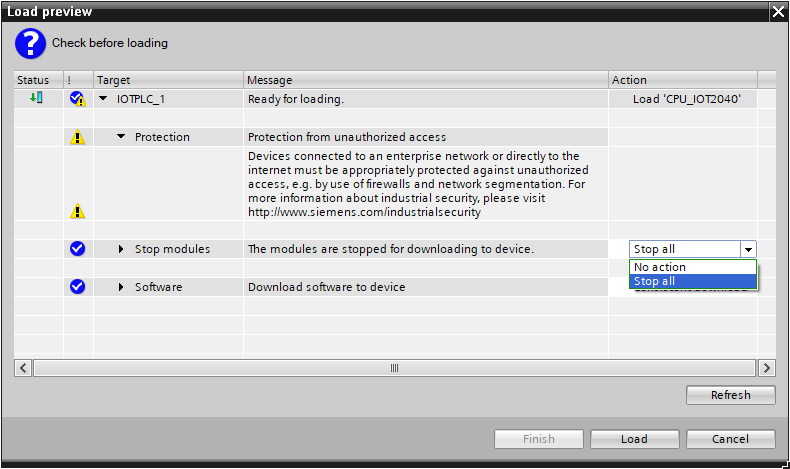 Load preview
Check before loading
Status ! Target Message Action
IOTPLC_1 Ready for loading. Load 'CPU_IOT2040'
Protection Protection from unauthorized access
Devices connected to an enterprise network or directly to the
internet must be appropriately protected against unauthorized
access, e.g. by use of firewalls and network segmentation. For
more information about industrial security, please visit
http://www.siemens.com/industrialsecurity
Stop modules The modules are stopped for downloading to device. Stop all
No action
Stop all
Software Download software to device
Refresh
Finish Load Cancel